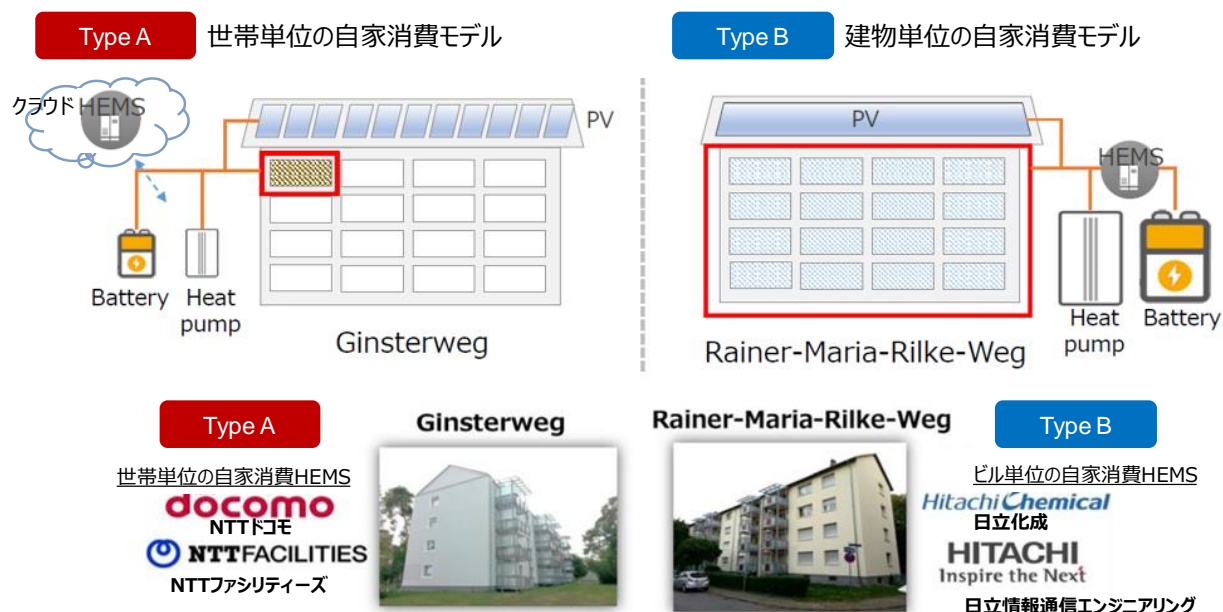 Type A 世帯単位の自家消費モデル
クラウド HEMS
PV
Battery Heat pump
Ginsterweg
Type B 建物単位の自家消費モデル
PV
HEMS
Heat pump Battery
Rainer-Maria-Rilke-Weg
Type A
世帯単位の自家消費HEMS
docomo
NTTドコモ
NTTFACILITIES
NTTファシリティーズ
Ginsterweg
Rainer-Maria-Rilke-Weg
Type B
ビル単位の自家消費HEMS
Hitachi Chemical
日立化成
HITACHI
Inspire the Next
日立情報通信エンジニアリング